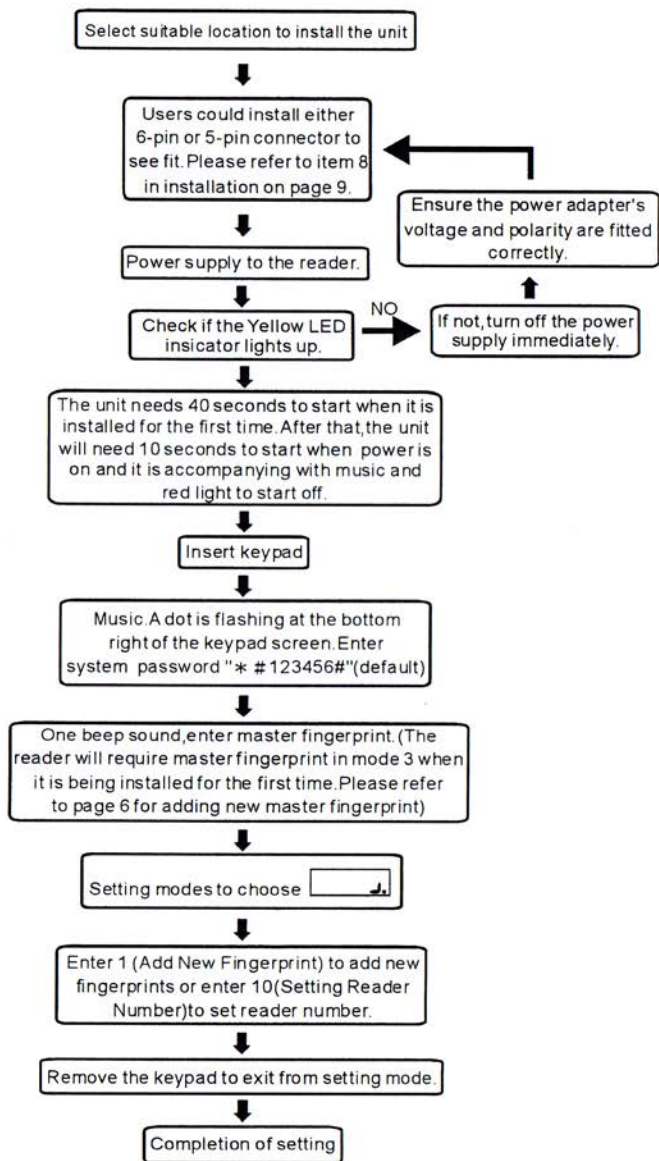 Select suitable location to install the unit
Users could install either
6-pin or 5-pin connector to
see fit.Please refer to item 8
in installation on page 9.
Power supply to the reader.
Check if the Yellow LED
insicator lights up.
NO
If not,turn off the power
supply immediately.
Ensure the power adapter's
voltage and polarity are fitted
correctly.
The unit needs 40 seconds to start when it is
installed for the first time.After that,the unit
will need 10 seconds to start when power is
on and it is accompanying with music and
red light to start off.
Insert keypad
Music.A dot is flashing at the bottom
right of the keypad screen.Enter
system password "* #123456#"(default)
One beep sound,enter master fingerprint.(The
reader will require master fingerprint in mode 3 when
it is being installed for the first time.Please refer
to page 6 for adding new master fingerprint)
Setting modes to choose
Enter 1 (Add New Fingerprint) to add new
fingerprints or enter 10(Setting Reader
Number)to set reader number.
Remove the keypad to exit from setting mode.
Completion of setting